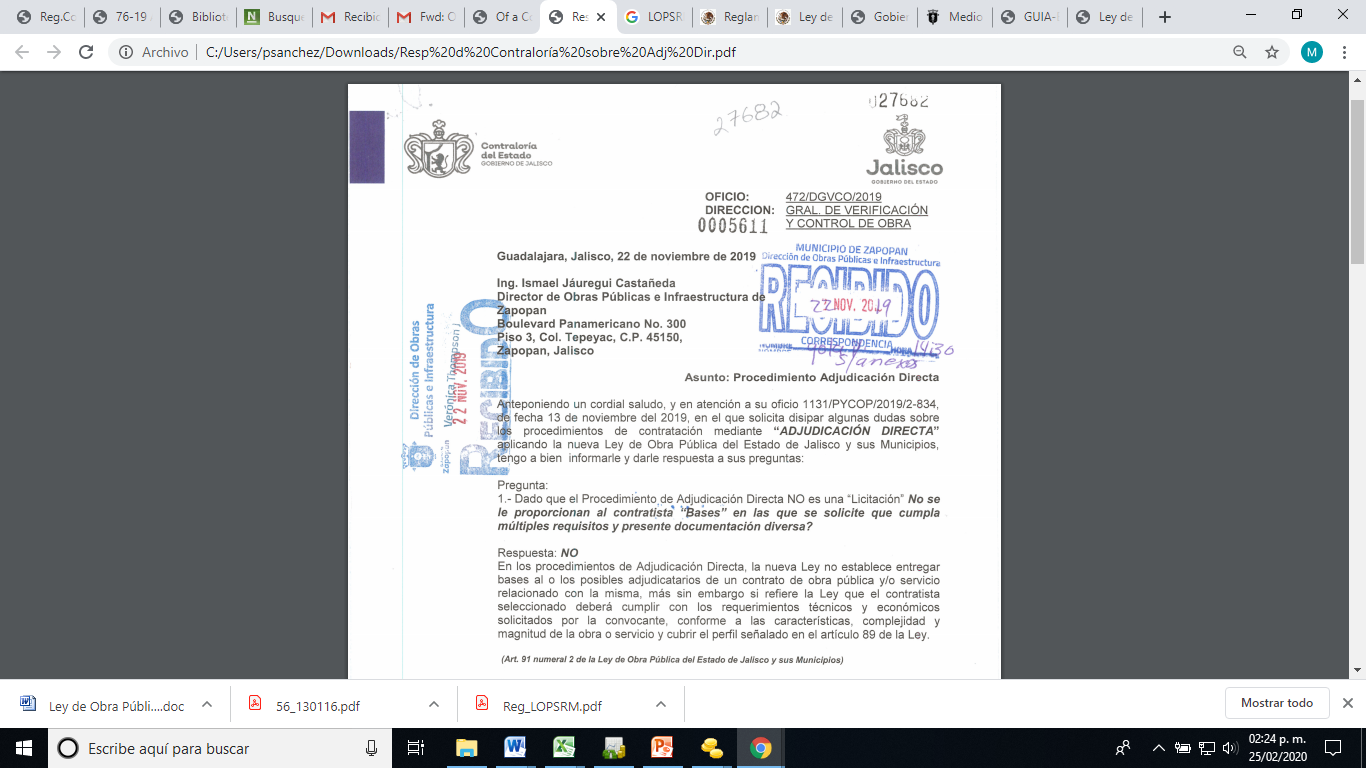 Reg.Co
76-19
Bibliot
Busque
Recibic
Fwd: O
Of a Co
Res
LOPSR
Reglan
Ley de
Gobier
Medio
GUIA-
Ley de
Archivo | C:/Users/psanchez/Downloads/Resp%20d%20Contraloría%20sobre%20Adj%20Dir.pdf
M
27682
027682
Contraloría
del Estado
GOBIERNO DE JALISCO
Jalisco
GOBIERNO DEL ESTADO
OFICIO: 472/DGVCO/2019
DIRECCION: GRAL. DE VERIFICACIÓN
0005611 Y CONTROL DE OBRA
MUNICIPIO DE ZAPOPAN
Dirección de Obras Públicas e Infraestructura
RECIBIDO
22 NOV. 2019
CORRESPONDENCIA
NOMBRE HORA 14:30
s/anexos
Guadalajara, Jalisco, 22 de noviembre de 2019
Ing. Ismael Jáuregui Castañeda
Director de Obras Públicas e Infraestructura de
Zapopan
Boulevard Panamericano No. 300
Piso 3, Col. Tepeyac, C.P. 45150,
Zapopan, Jalisco
Dirección de Obras
Públicas e Infraestructura
Verónica Thompson J
22 NOV. 2019
RECIBIDO
Zapopan
Asunto: Procedimiento Adjudicación Directa
Anteponiendo un cordial saludo, y en atención a su oficio 1131/PYCOP/2019/2-834,
de fecha 13 de noviembre del 2019, en el que solicita disipar algunas dudas sobre
los procedimientos de contratación mediante “ADJUDICACIÓN DIRECTA”
aplicando la nueva Ley de Obra Pública del Estado de Jalisco y sus Municipios,
tengo a bien informarle y darle respuesta a sus preguntas:
Pregunta:
1.- Dado que el Procedimiento de Adjudicación Directa NO es una “Licitación” No se
le proporcionan al contratista “Bases” en las que se solicite que cumpla
múltiples requisitos y presente documentación diversa?
Respuesta: NO
En los procedimientos de Adjudicación Directa, la nueva Ley no establece entregar
bases al o los posibles adjudicatarios de un contrato de obra pública y/o servicio
relacionado con la misma, más sin embargo si refiere la Ley que el contratista
seleccionado deberá cumplir con los requerimientos técnicos y económicos
solicitados por la convocante, conforme a las características, complejidad y
magnitud de la obra o servicio y cubrir el perfil señalado en el artículo 89 de la Ley.
(Art. 91 numeral 2 de la Ley de Obra Pública del Estado de Jalisco y sus Municipios)
Ley de Obra Públi....doc
56_130116.pdf
Reg_LOPSRM.pdf
Mostrar todo
Escribe aquí para buscar
02:24 p. m.
25/02/2020